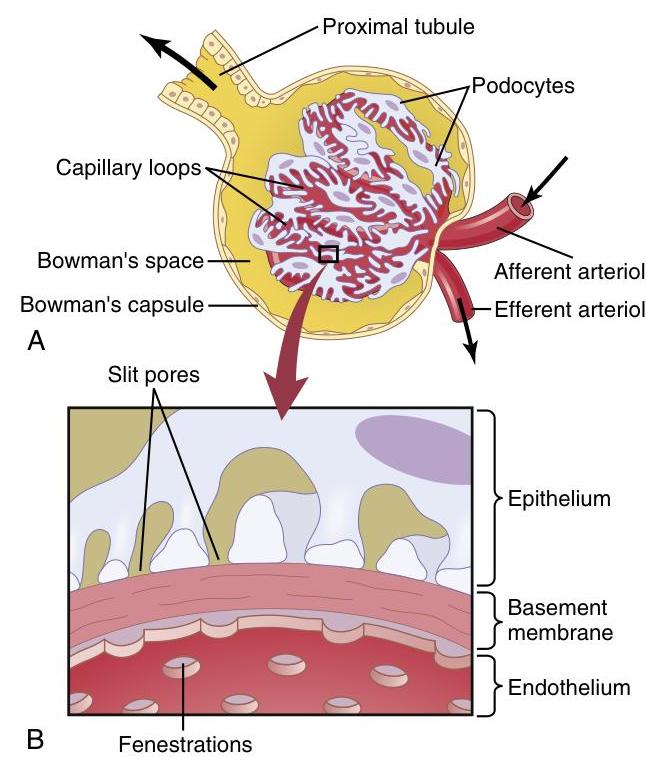 Proximal tubule
Podocytes
Capillary loops
Bowman's space
Afferent arteriol
Bowman's capsule
Efferent arteriol
A
Slit pores
Epithelium
Basement
membrane
Endothelium
B
Fenestrations